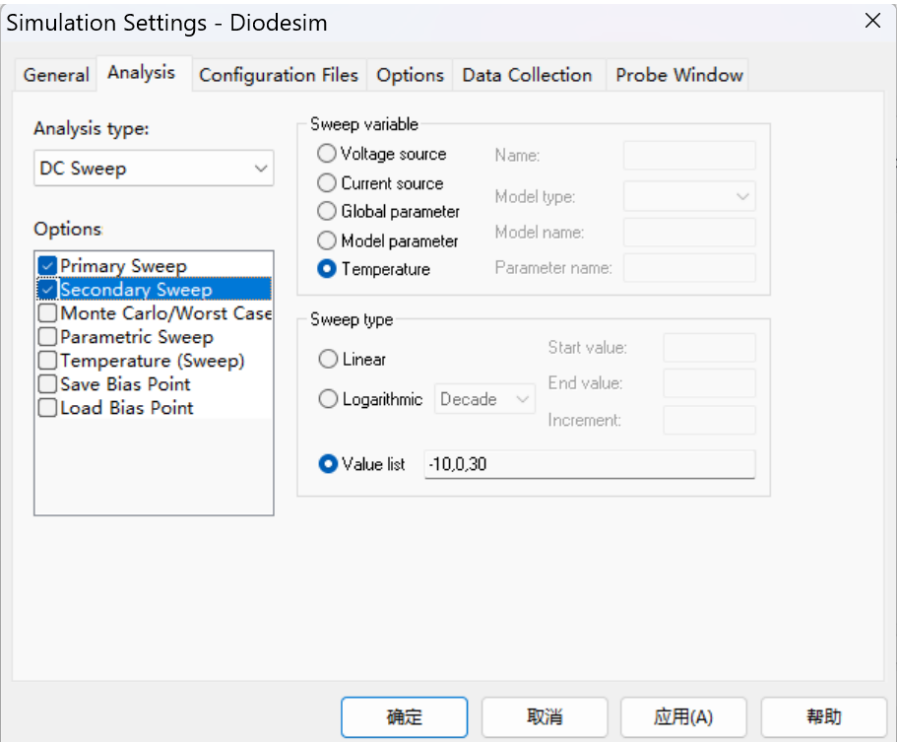 Simulation Settings - Diodesim
General Analysis Configuration Files Options Data Collection Probe Window
Analysis type:
DC Sweep
Options
Primary Sweep
Secondary Sweep
Monte Carlo/Worst Case
Parametric Sweep
Temperature (Sweep)
Save Bias Point
Load Bias Point
Sweep variable
Voltage source
Current source
Global parameter
Model parameter
Temperature
Name:
Model type:
Model name:
Parameter name:
Sweep type
Linear
Logarithmic Decade
Start value:
End value:
Increment:
Value list -10,0,30
确定 取消 应用(A) 帮助